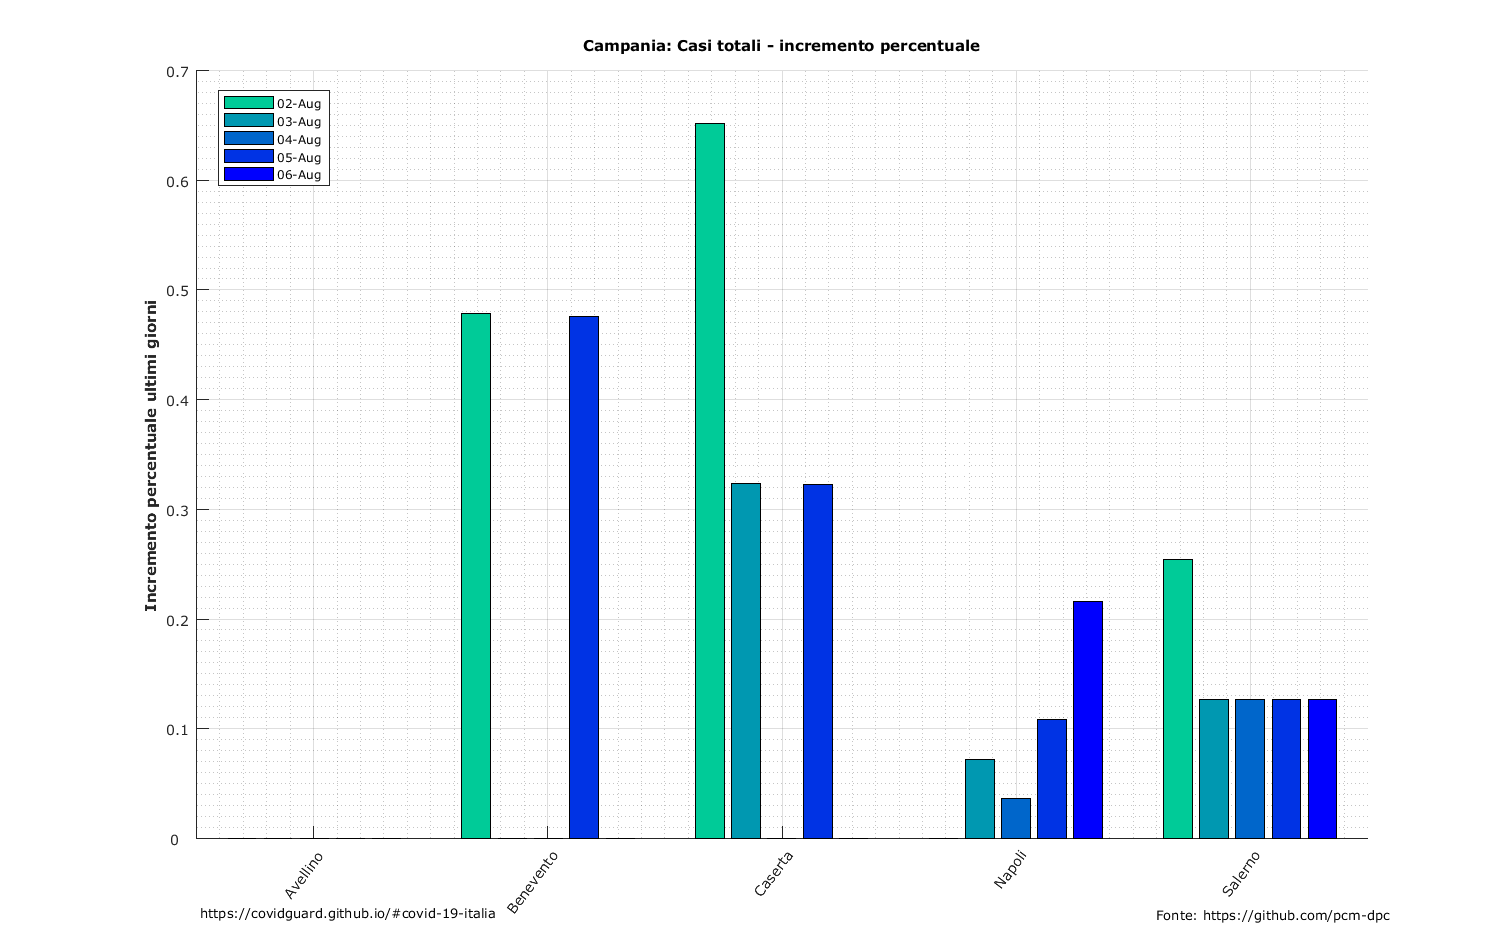 Campania: Casi totali - incremento percentuale
0.7
0.6
0.5
0.4
0.3
0.2
0.1
0
Incremento percentuale ultimi giorni
02-Aug
03-Aug
04-Aug
05-Aug
06-Aug
Avellino
Benevento
Caserta
Napoli
Salerno
https://covidguard.github.io/#covid-19-italia
Fonte: https://github.com/pcm-dpc